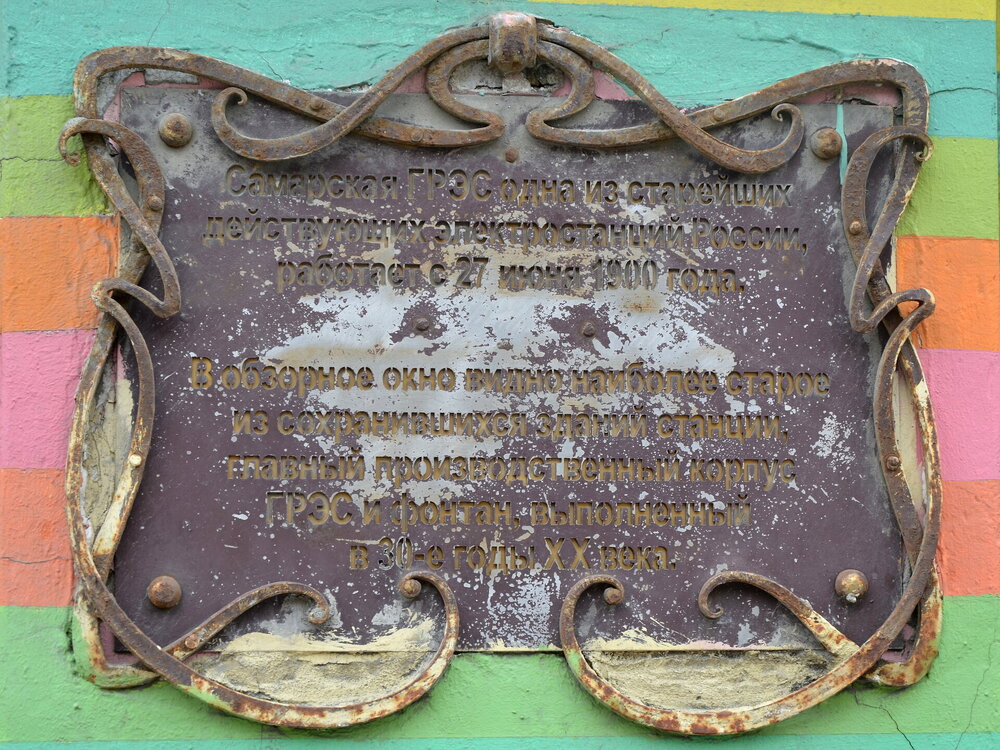 Самарская ГРЭС одна из старейших
действующих электростанций России,
работает с 27 июня 1900 года.
В обзорное окно видно наиболее старое
из сохранившихся зданий станции,
главный производственный корпус
ГРЭС и фонтан, выполненный
в 30-е годы XX века.